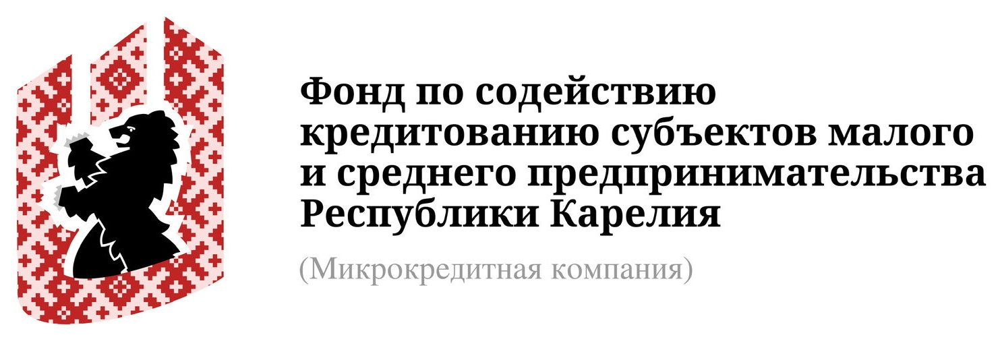 Фонд по содействию
кредитованию субъектов малого
и среднего предпринимательства
Республики Карелия
(Микрокредитная компания)